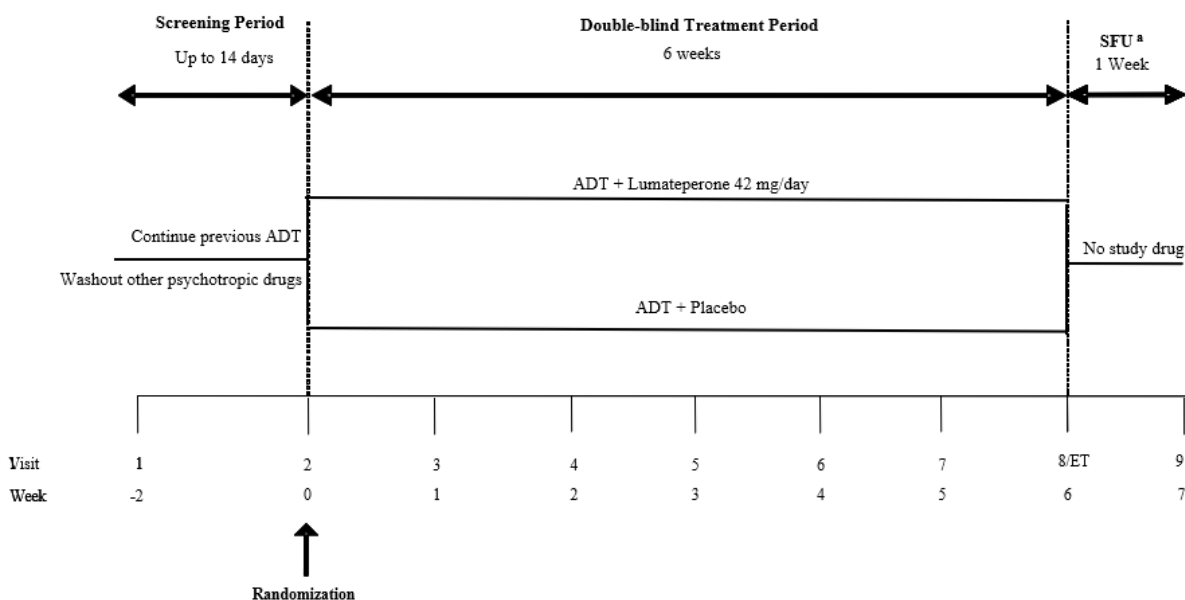 Screening Period
Up to 14 days
Double-blind Treatment Period
6 weeks
SFU a
1 Week
ADT + Lumateperone 42 mg/day
Continue previous ADT
Washout other psychotropic drugs
No study drug
ADT + Placebo
Visit 1 2 3 4 5 6 7 8/ET 9
Week -2 0 1 2 3 4 5 6 7
Randomization